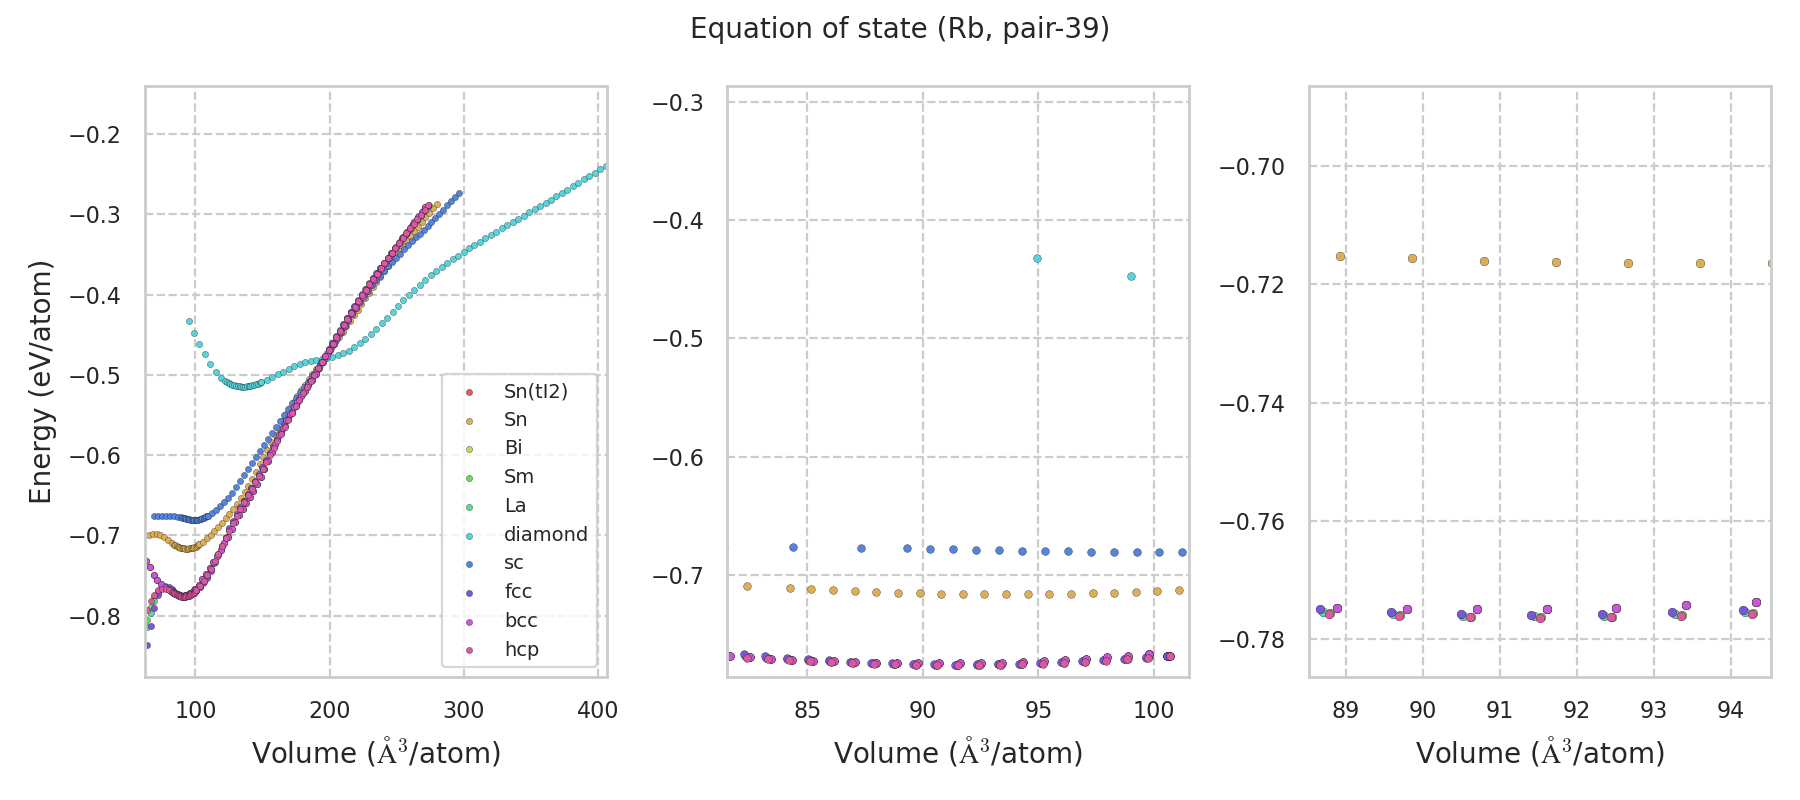 Equation of state (Rb, pair-39)
Energy (eV/atom)
−0.2
−0.3
−0.4
−0.5
−0.6
−0.7
−0.8
100
200
300
400
Volume (Å³/atom)
Sn(tI2)
Sn
Bi
Sm
La
diamond
sc
fcc
bcc
hcp
−0.3
−0.4
−0.5
−0.6
−0.7
85
90
95
100
Volume (Å³/atom)
−0.70
−0.72
−0.74
−0.76
−0.78
89
90
91
92
93
94
Volume (Å³/atom)